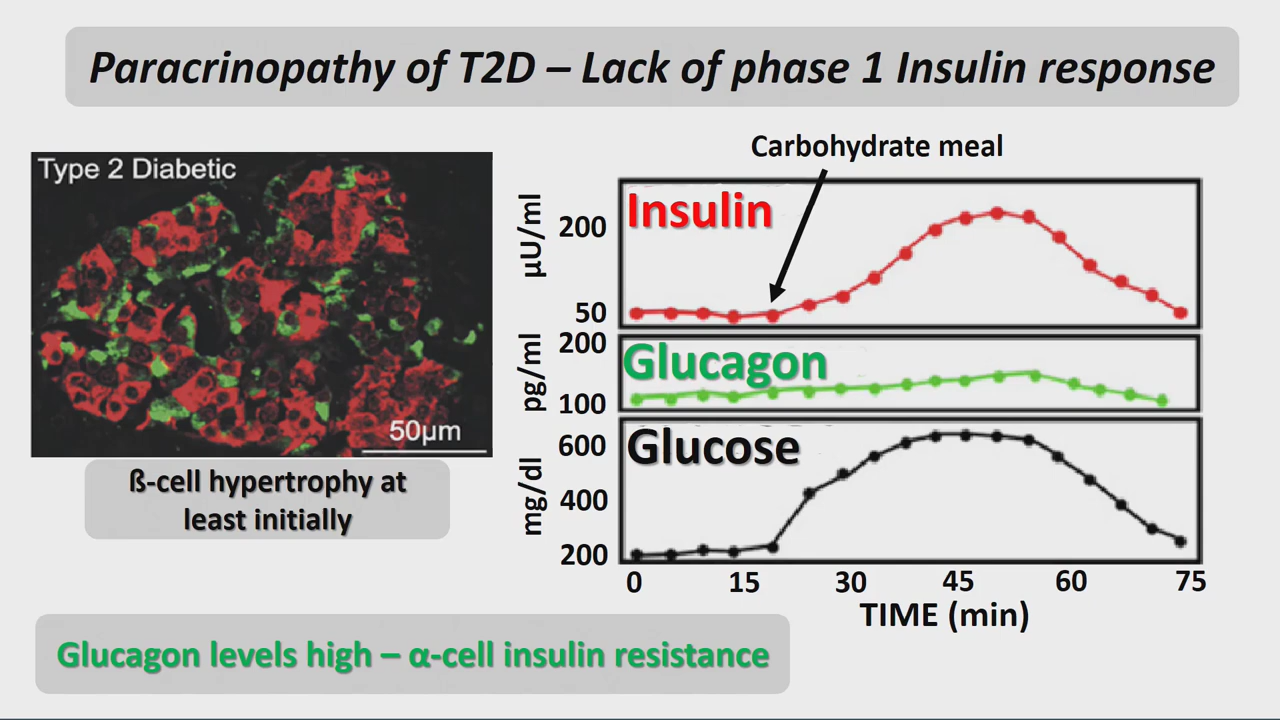 Paracrinopathy of T2D – Lack of phase 1 Insulin response
Type 2 Diabetic
50µm
ß-cell hypertrophy at
least initially
Carbohydrate meal
Insulin
µU/ml
200
50
Glucagon
pg/ml
200
100
Glucose
mg/dl
600
400
200
0 15 30 45 60 75
TIME (min)
Glucagon levels high – α-cell insulin resistance